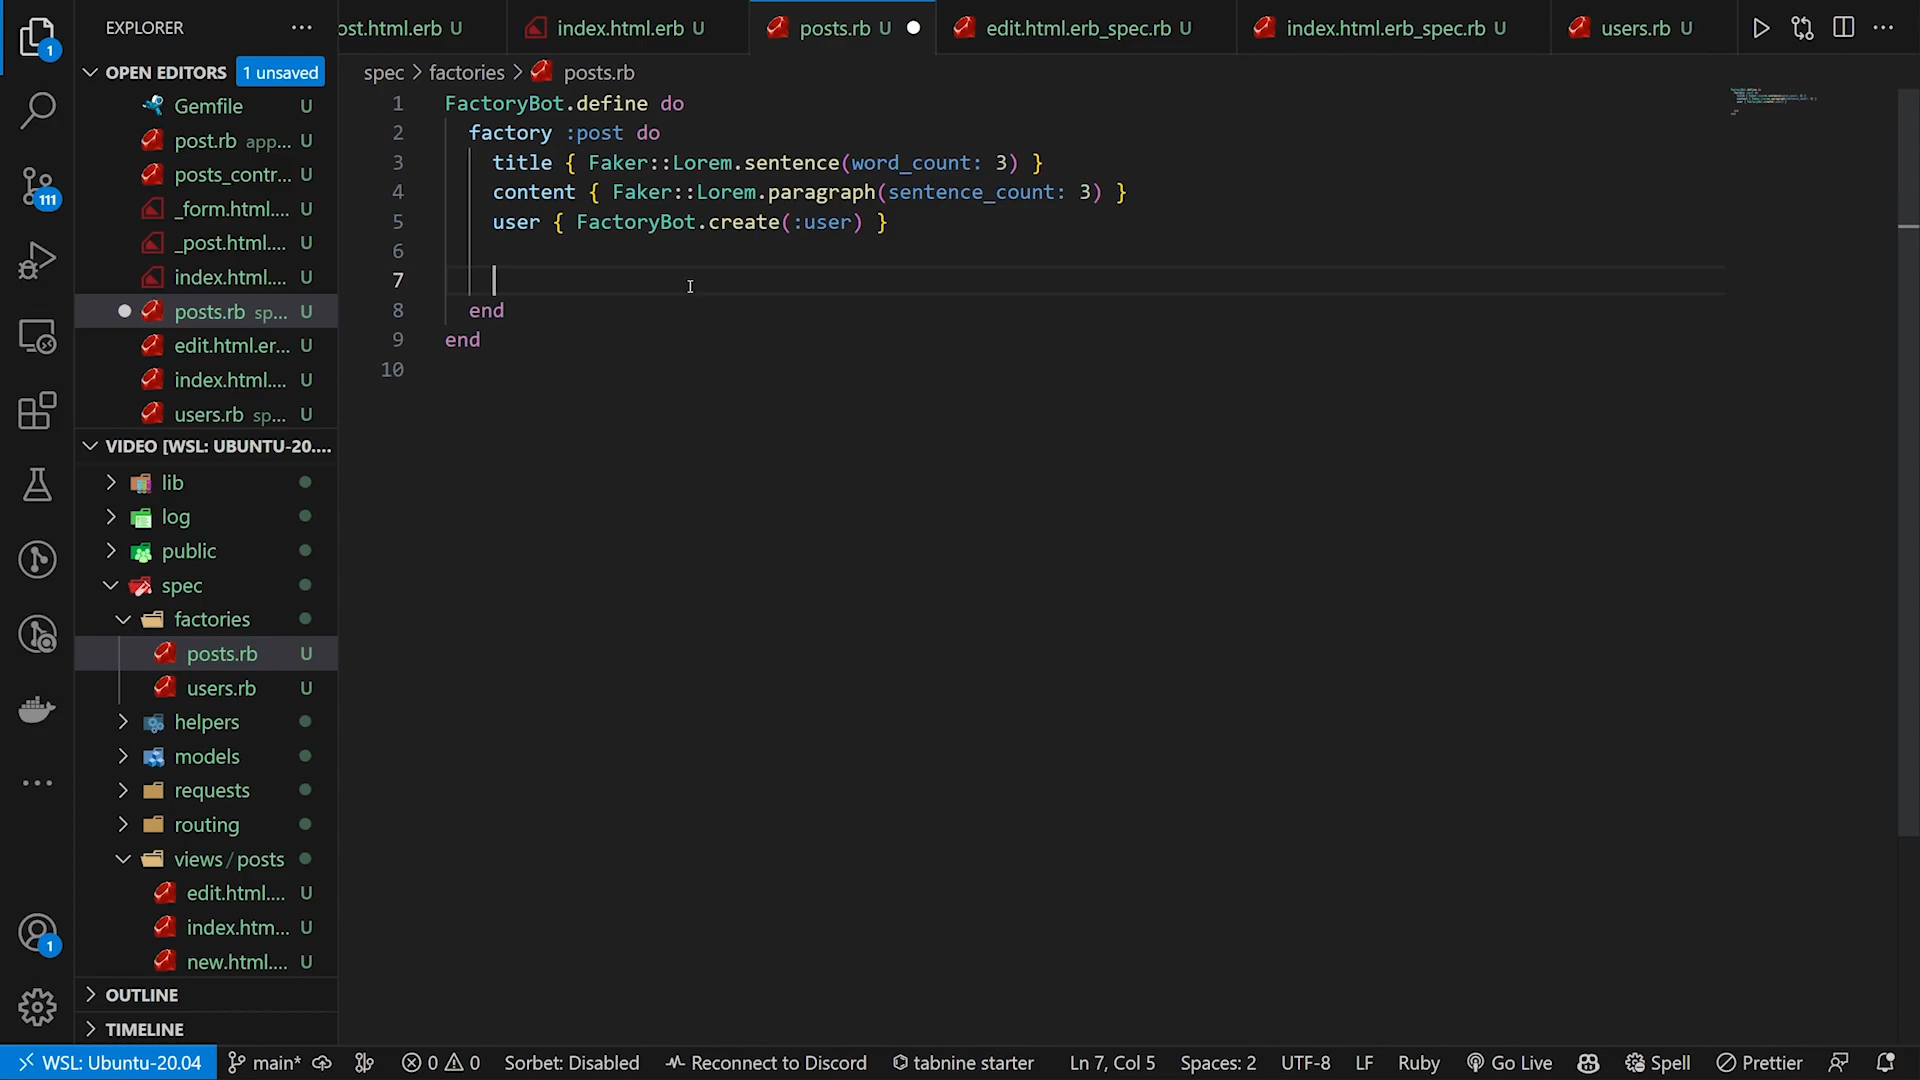 EXPLORER
OPEN EDITORS 1 unsaved
Gemfile U
post.rb app... U
posts_contr... U
_form.html.... U
_post.html.... U
index.html.... U
posts.rb sp... U
edit.html.er... U
index.html.... U
users.rb sp... U
VIDEO [WSL: UBUNTU-20....
lib
log
public
spec
factories
posts.rb U
users.rb U
helpers
models
requests
routing
views/posts
edit.html.... U
index.htm... U
new.html.... U
OUTLINE
TIMELINE
1
111
1
ost.html.erb U
index.html.erb U
posts.rb U
edit.html.erb_spec.rb U
index.html.erb_spec.rb U
users.rb U
spec > factories > posts.rb
1 FactoryBot.define do
2 factory :post do
3 title { Faker::Lorem.sentence(word_count: 3) }
4 content { Faker::Lorem.paragraph(sentence_count: 3) }
5 user { FactoryBot.create(:user) }
6
7
8 end
9 end
10
WSL: Ubuntu-20.04 main* 0 0 Sorbet: Disabled Reconnect to Discord tabnine starter Ln 7, Col 5 Spaces: 2 UTF-8 LF Ruby Go Live Spell Prettier